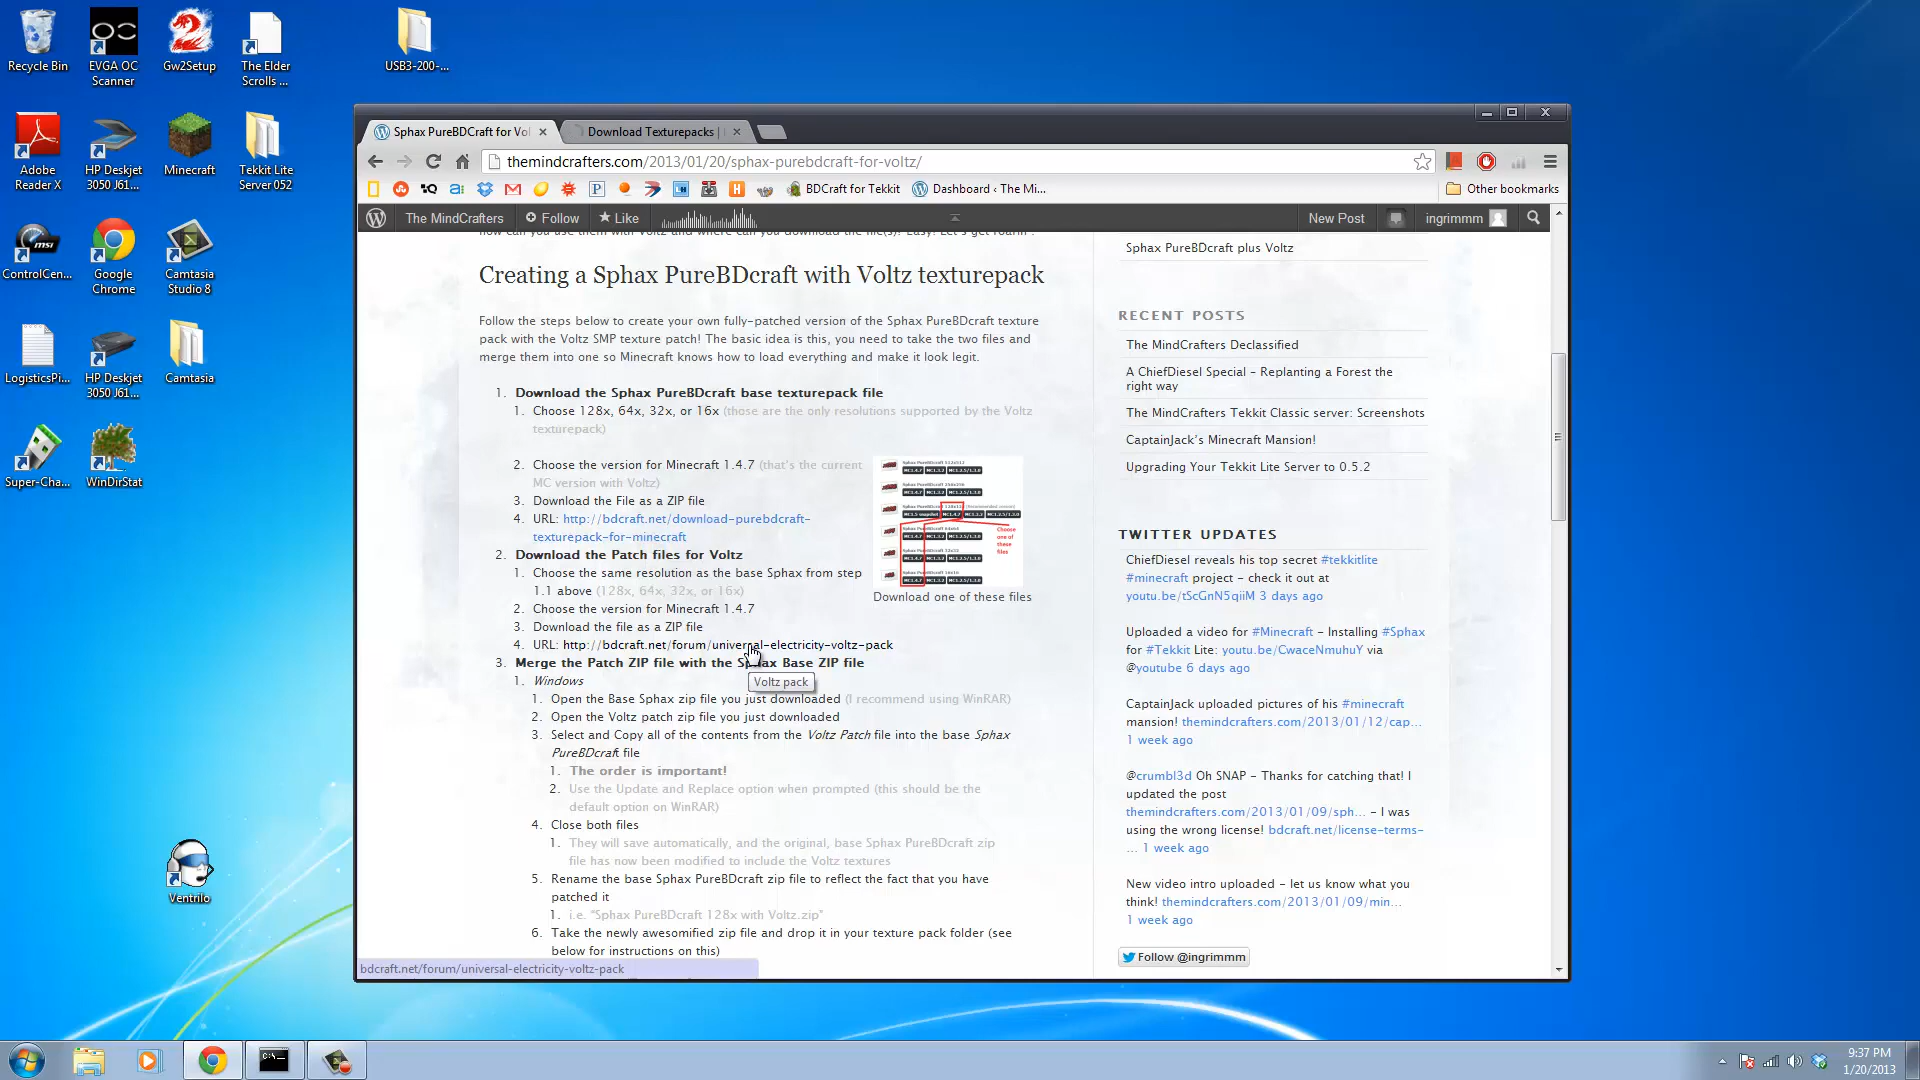 Recycle Bin
EVGA OC
Scanner
Gw2Setup
The Elder
Scrolls ...
USB3-200-...
Adobe
Reader X
HP Deskjet
3050 J61...
Minecraft
Tekkit Lite
Server 052
msi
ControlCen...
Google
Chrome
Camtasia
Studio 8
LogisticsPi...
HP Deskjet
3050 J61...
Camtasia
Super-Cha...
WinDirStat
Ventrilo
Sphax PureBDCraft for Vol
Download Texturepacks |
themindcrafters.com/2013/01/20/sphax-purebdcraft-for-voltz/
BDCraft for Tekkit
Dashboard ‹ The Mi...
Other bookmarks
The MindCrafters
Follow
Like
New Post
ingrimmm
how can you use them with Voltz and where can you download the file(s)? Easy! Let's get roarin'.
Creating a Sphax PureBDcraft with Voltz texturepack
Follow the steps below to create your own fully-patched version of the Sphax PureBDcraft texture
pack with the Voltz SMP texture patch! The basic idea is this, you need to take the two files and
merge them into one so Minecraft knows how to load everything and make it look legit.
1. Download the Sphax PureBDcraft base texturepack file
1. Choose 128x, 64x, 32x, or 16x (those are the only resolutions supported by the Voltz
texturepack)
2. Choose the version for Minecraft 1.4.7 (that's the current
MC version with Voltz)
3. Download the File as a ZIP file
4. URL: http://bdcraft.net/download-purebdcraft-
texturepack-for-minecraft
Choose
one of
these
files
Download one of these files
2. Download the Patch files for Voltz
1. Choose the same resolution as the base Sphax from step
1.1 above (128x, 64x, 32x, or 16x)
2. Choose the version for Minecraft 1.4.7
3. Download the file as a ZIP file
4. URL: http://bdcraft.net/forum/universal-electricity-voltz-pack
3. Merge the Patch ZIP file with the Sphax Base ZIP file
Voltz pack
1. Windows
1. Open the Base Sphax zip file you just downloaded (I recommend using WinRAR)
2. Open the Voltz patch zip file you just downloaded
3. Select and Copy all of the contents from the Voltz Patch file into the base Sphax
PureBDcraft file
1. The order is important!
2. Use the Update and Replace option when prompted (this should be the
default option on WinRAR)
4. Close both files
1. They will save automatically, and the original, base Sphax PureBDcraft zip
file has now been modified to include the Voltz textures
5. Rename the base Sphax PureBDcraft zip file to reflect the fact that you have
patched it
1. i.e. "Sphax PureBDcraft 128x with Voltz.zip"
6. Take the newly awesomified zip file and drop it in your texture pack folder (see
below for instructions on this)
bdcraft.net/forum/universal-electricity-voltz-pack
Sphax PureBDcraft plus Voltz
RECENT POSTS
The MindCrafters Declassified
A ChiefDiesel Special – Replanting a Forest the
right way
The MindCrafters Tekkit Classic server: Screenshots
CaptainJack's Minecraft Mansion!
Upgrading Your Tekkit Lite Server to 0.5.2
TWITTER UPDATES
ChiefDiesel reveals his top secret #tekkitlite
#minecraft project - check it out at
youtu.be/tScGnN5qiiM 3 days ago
Uploaded a video for #Minecraft - Installing #Sphax
for #Tekkit Lite: youtu.be/CwaceNmuhuY via
@youtube 6 days ago
CaptainJack uploaded pictures of his #minecraft
mansion! themindcrafters.com/2013/01/12/cap...
1 week ago
@crumbl3d Oh SNAP - Thanks for catching that! I
updated the post
themindcrafters.com/2013/01/09/sph... - I was
using the wrong license! bdcraft.net/license-terms-
... 1 week ago
New video intro uploaded - let us know what you
think! themindcrafters.com/2013/01/09/min...
1 week ago
Follow @ingrimmm
9:37 PM
1/20/2013